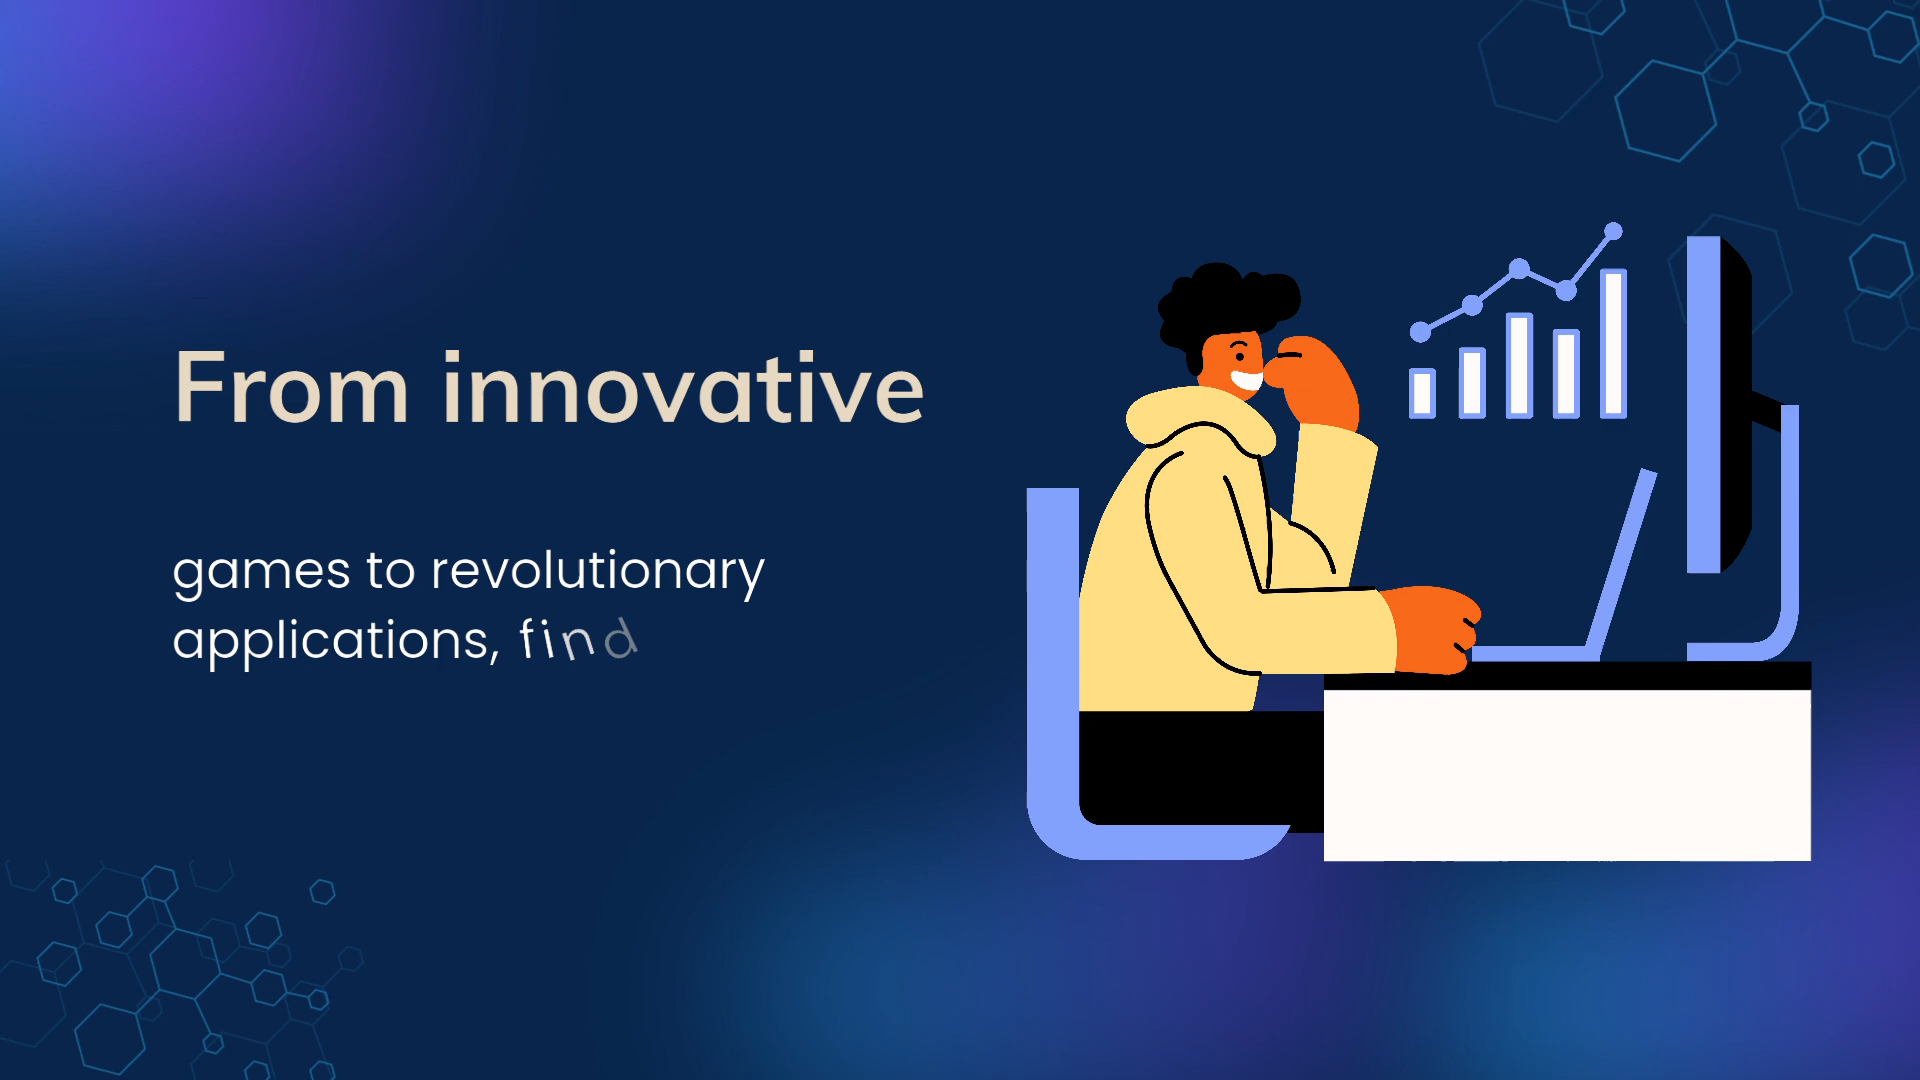 From innovative
games to revolutionary
applications, find